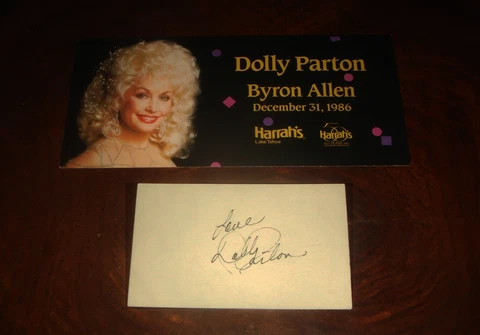 Dolly Parton
Byron Allen
December 31, 1986
Harrah's
Lake Tahoe
Harrah's
Love
Dolly Parton